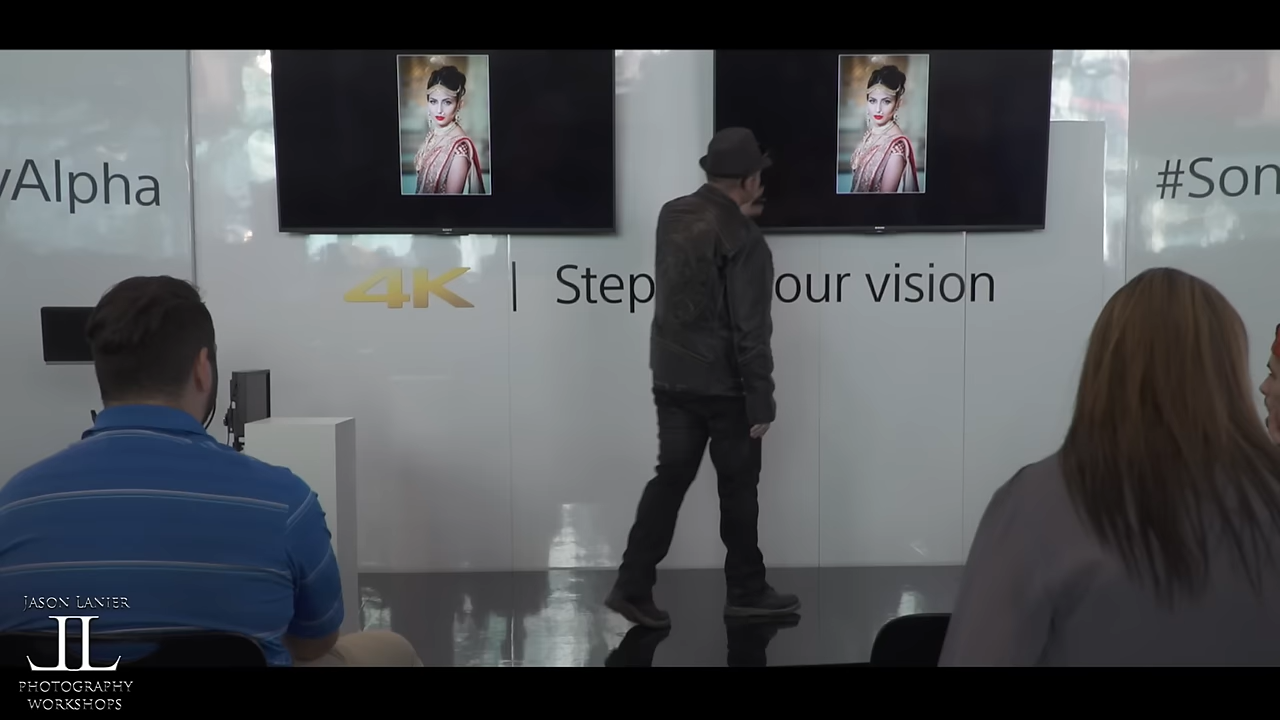 yAlpha
#Son
4K | Step our vision
JASON LANIER
JL
PHOTOGRAPHY
WORKSHOPS